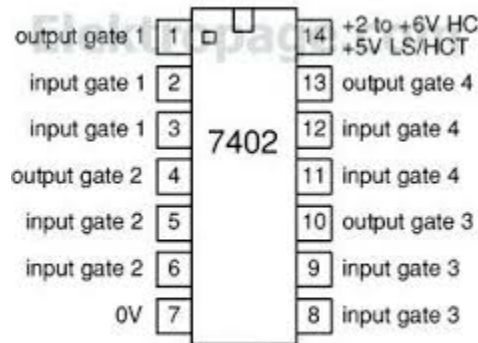 Elektropage
output gate 1 1 14 +2 to +6V HC
+5V LS/HCT
input gate 1 2 13 output gate 4
input gate 1 3 12 input gate 4
7402
output gate 2 4 11 input gate 4
input gate 2 5 10 output gate 3
input gate 2 6 9 input gate 3
0V 7 8 input gate 3